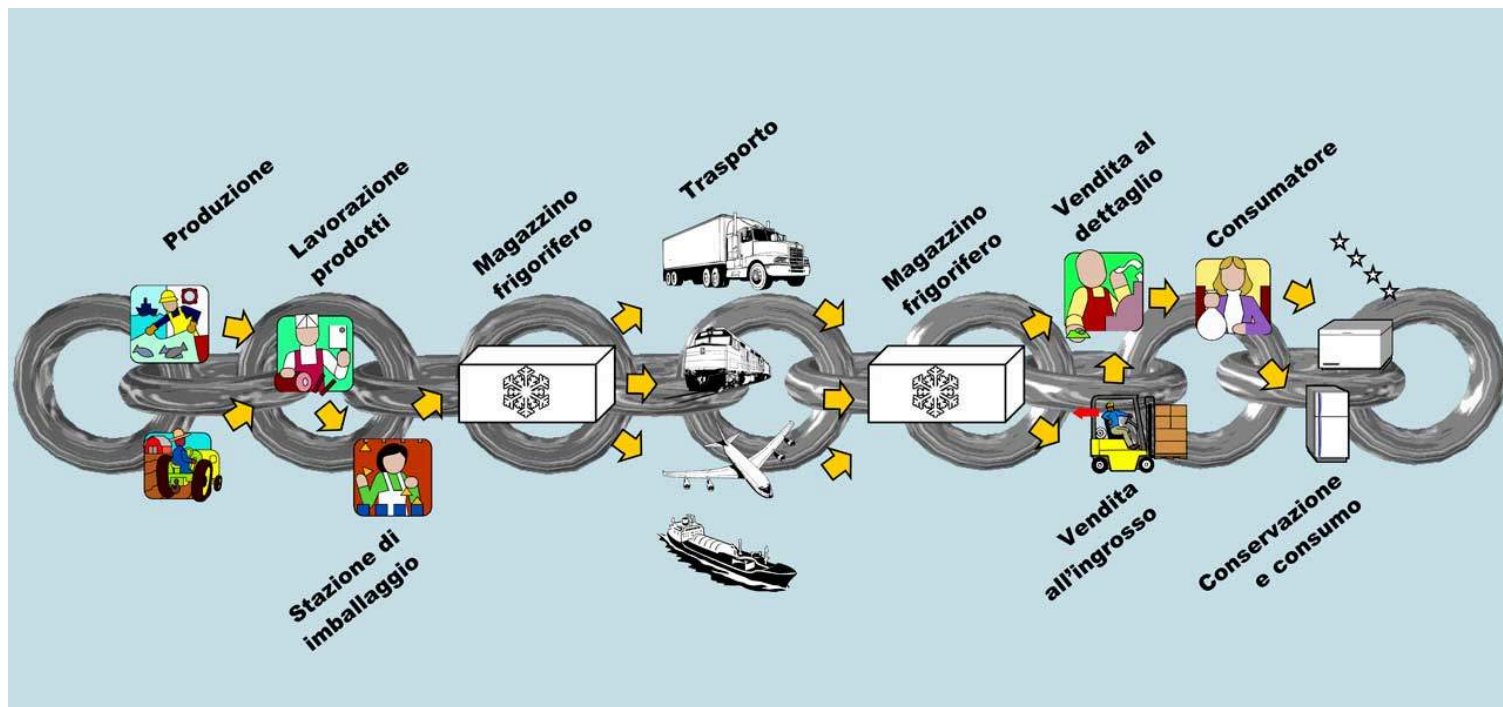 Produzione
Lavorazione
prodotti
Stazione di
imballaggio
Magazzino
frigorifero
Trasporto
Magazzino
frigorifero
Vendita al
dettaglio
Vendita
all'ingrosso
Consumatore
Conservazione
e consumo